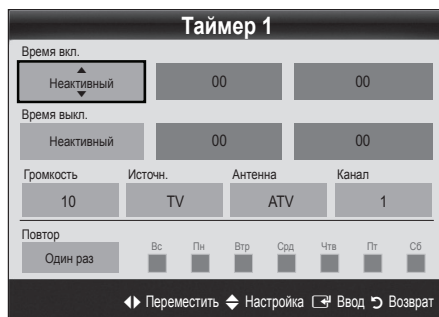 Таймер 1
Время вкл.
Неактивный 00 00
Время выкл.
Неактивный 00 00
Громкость Источн. Антенна Канал
10 TV ATV 1
Повтор
Вс Пн Втр Срд Чтв Пт Сб
Один раз
Переместить Настройка Ввод Возврат